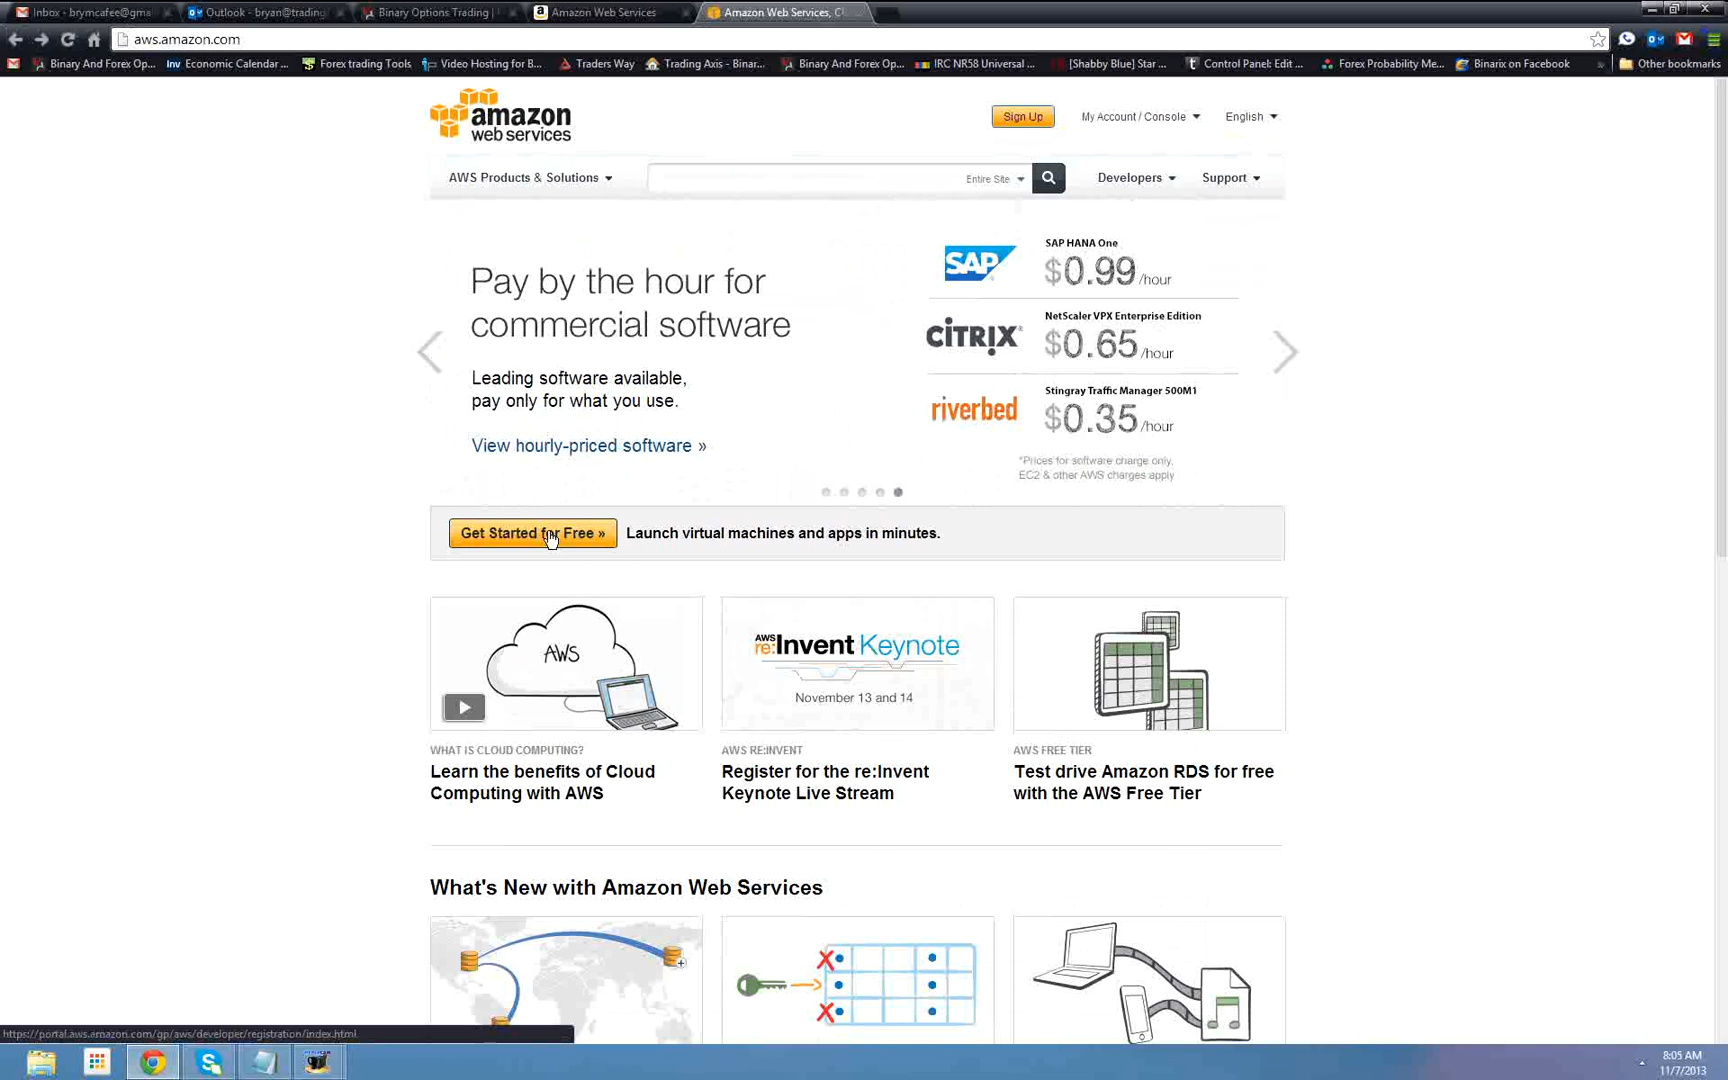 Inbox - brymcafee@gmai
Outlook - bryan@trading
Binary Options Trading |
Amazon Web Services
Amazon Web Services, C
aws.amazon.com
Binary And Forex Op...
Economic Calendar ...
Forex trading Tools
Video Hosting for B...
Traders Way
Trading Axis - Binar...
Binary And Forex Op...
IRC NR58 Universal ...
[Shabby Blue] Star ...
Control Panel: Edit ...
Forex Probability Me...
Binarix on Facebook
»
Other bookmarks
amazon
web services
Sign Up
My Account / Console
English
AWS Products & Solutions
Entire Site
Developers
Support
Pay by the hour for
commercial software
Leading software available,
pay only for what you use.
View hourly-priced software »
SAP
SAP HANA One
$0.99 /hour
CITRIX
NetScaler VPX Enterprise Edition
$0.65 /hour
riverbed
Stingray Traffic Manager 500M1
$0.35 /hour
*Prices for software charge only,
EC2 & other AWS charges apply
Get Started for Free »
Launch virtual machines and apps in minutes.
AWS
AWS re:Invent Keynote
November 13 and 14
WHAT IS CLOUD COMPUTING?
Learn the benefits of Cloud
Computing with AWS
AWS RE:INVENT
Register for the re:Invent
Keynote Live Stream
AWS FREE TIER
Test drive Amazon RDS for free
with the AWS Free Tier
What's New with Amazon Web Services
https://portal.aws.amazon.com/gp/aws/developer/registration/index.html
8:05 AM
11/7/2013